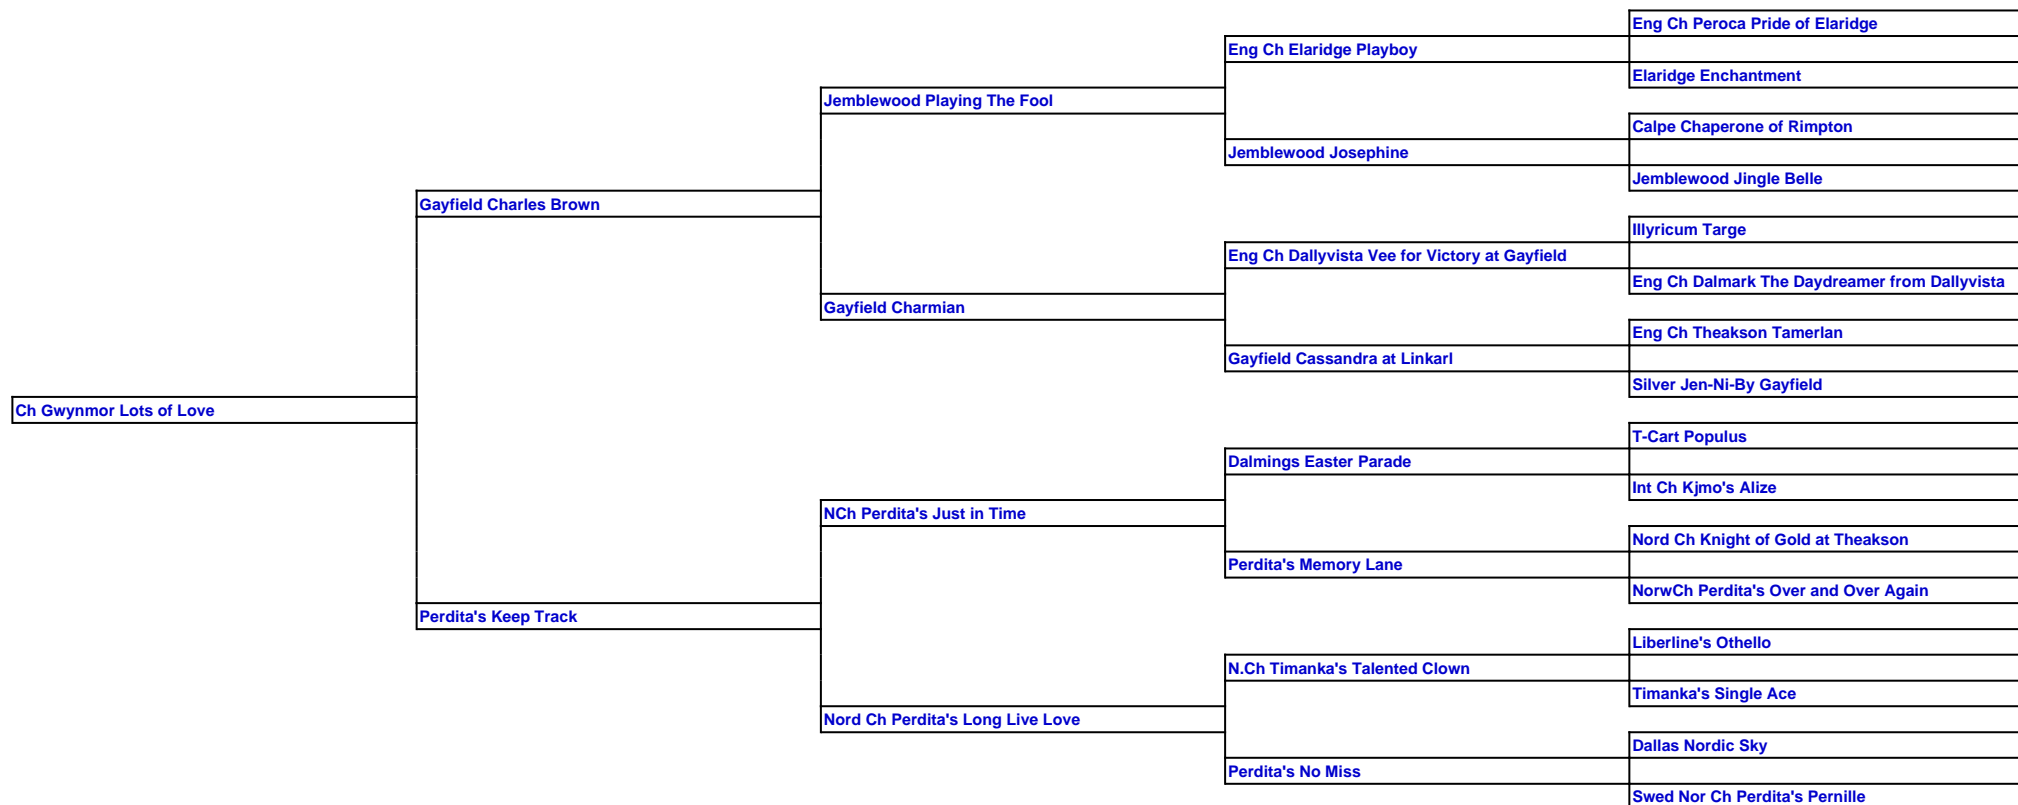 Eng Ch Peroca Pride of Elaridge
Eng Ch Elaridge Playboy
Elaridge Enchantment
Jemblewood Playing The Fool
Calpe Chaperone of Rimpton
Jemblewood Josephine
Jemblewood Jingle Belle
Gayfield Charles Brown
Illyricum Targe
Eng Ch Dallyvista Vee for Victory at Gayfield
Eng Ch Dalmark The Daydreamer from Dallyvista
Gayfield Charmian
Eng Ch Theakson Tamerlan
Gayfield Cassandra at Linkarl
Silver Jen-Ni-By Gayfield
Ch Gwynmor Lots of Love
T-Cart Populus
Dalmings Easter Parade
Int Ch Kjmo's Alize
NCh Perdita's Just in Time
Nord Ch Knight of Gold at Theakson
Perdita's Memory Lane
NorwCh Perdita's Over and Over Again
Perdita's Keep Track
Liberline's Othello
N.Ch Timanka's Talented Clown
Timanka's Single Ace
Nord Ch Perdita's Long Live Love
Dallas Nordic Sky
Perdita's No Miss
Swed Nor Ch Perdita's Pernille